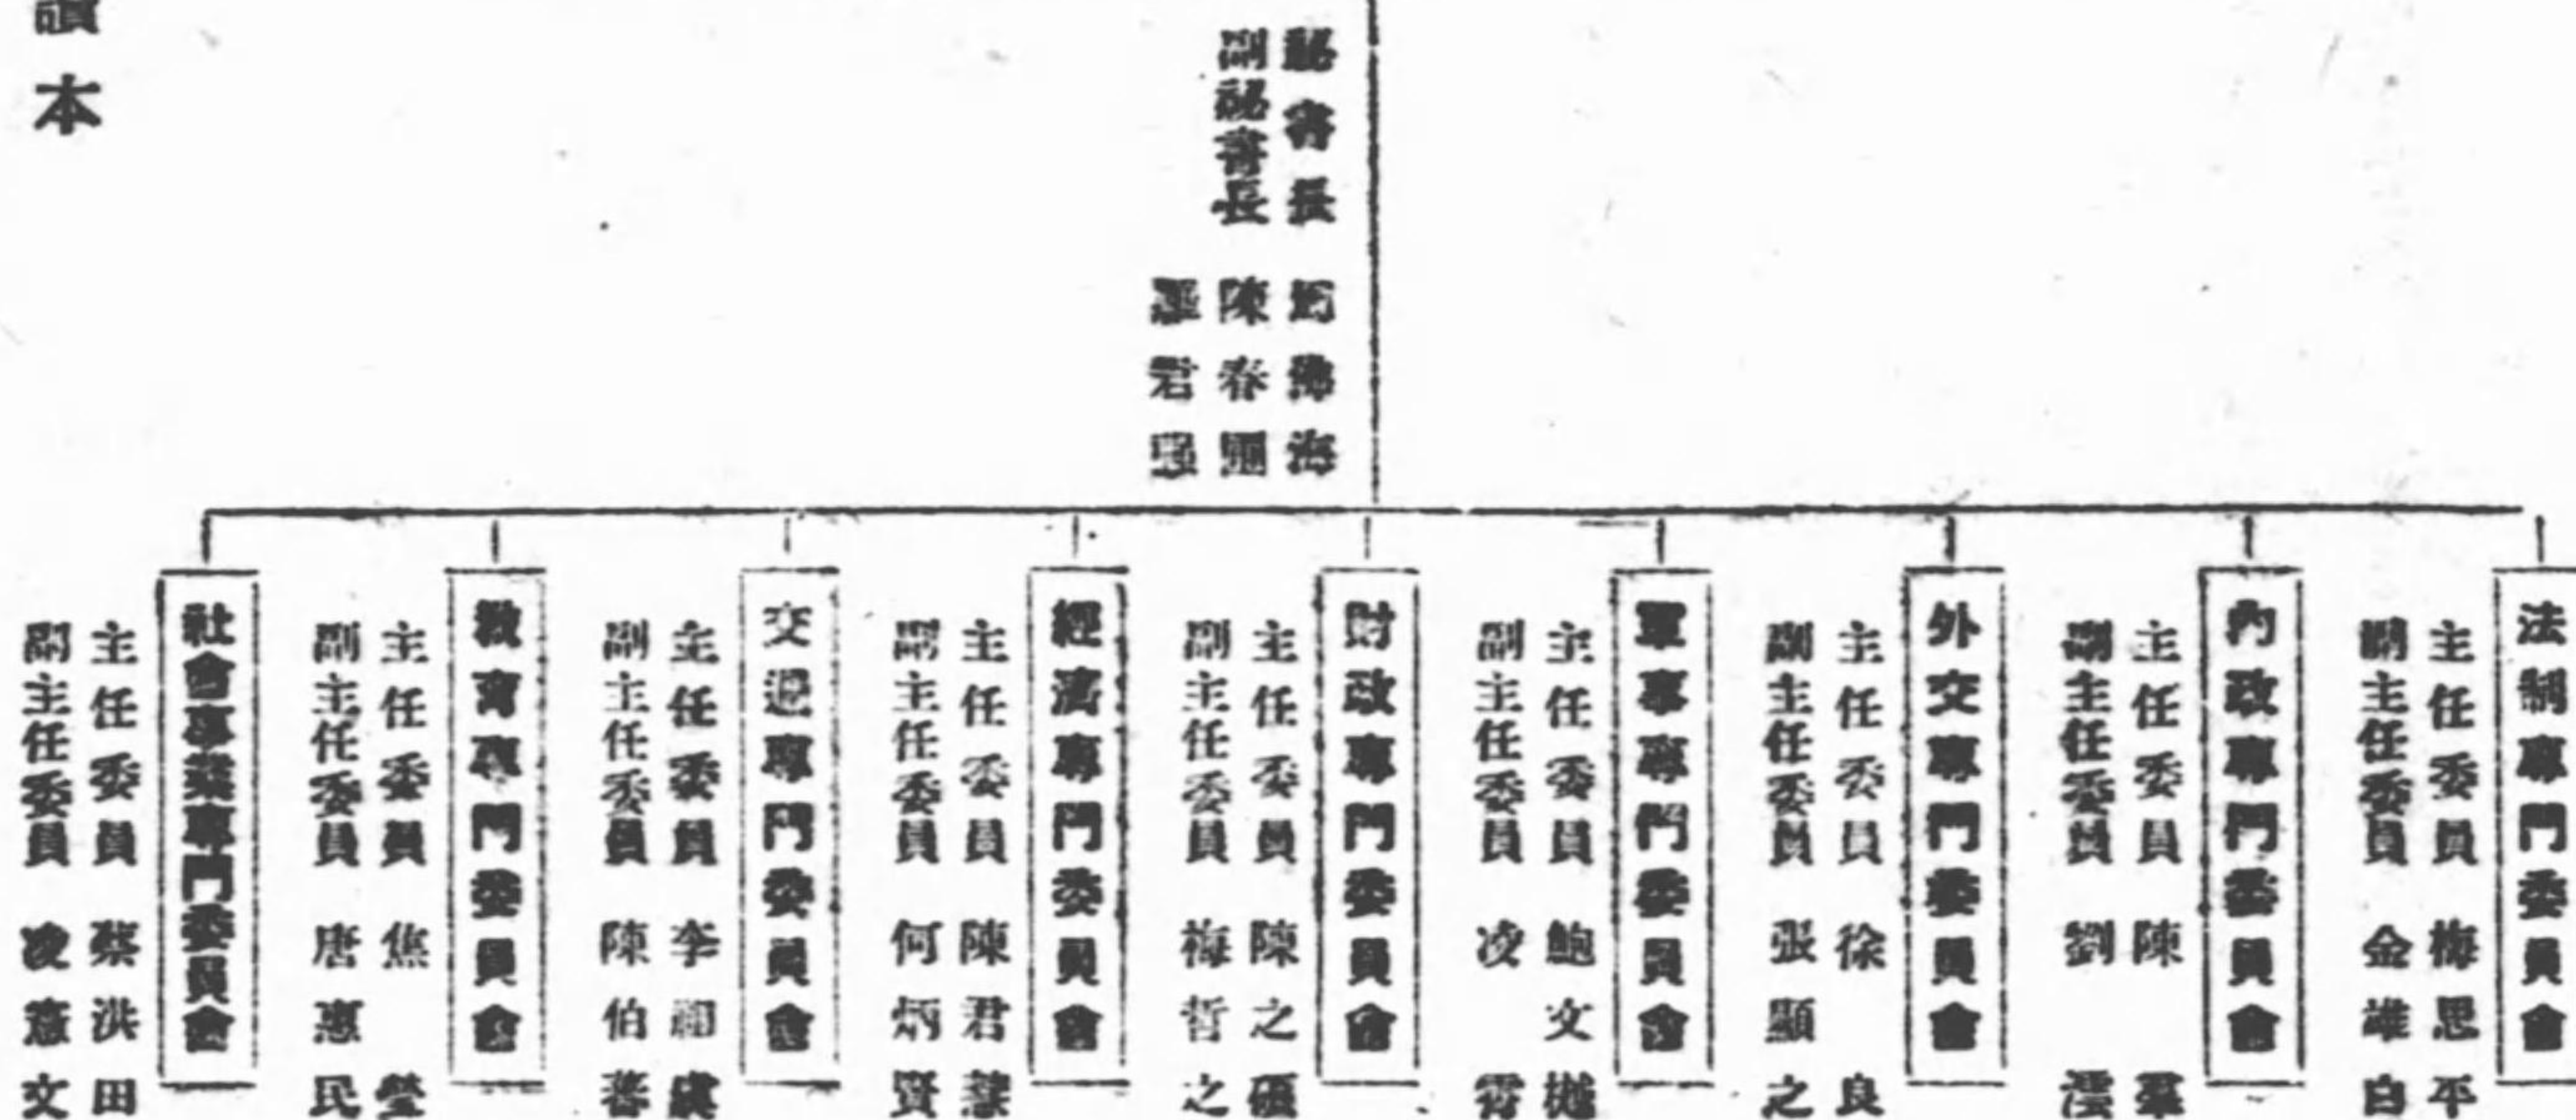 讀本
秘書長 周佛海
副秘書長 陳春圃
羅君強
法制專門委員會
主任委員 梅思平
副主任委員 金雄白
內政專門委員會
主任委員 陳羣
副主任委員 劉
外交專門委員會
主任委員 徐良
副主任委員 張顯之
軍事專門委員會
主任委員 鮑文樾
副主任委員 凌霄
財政專門委員會
主任委員 陳之碩
副主任委員 梅哲之
經濟專門委員會
主任委員 陳君慧
副主任委員 何炳賢
交通專門委員會
主任委員 李祖虞
副主任委員 陳伯蕃
教育專門委員會
主任委員 焦瑩
副主任委員 唐惠民
社會事業專門委員會
主任委員 蔡洪田
副主任委員 凌憲文